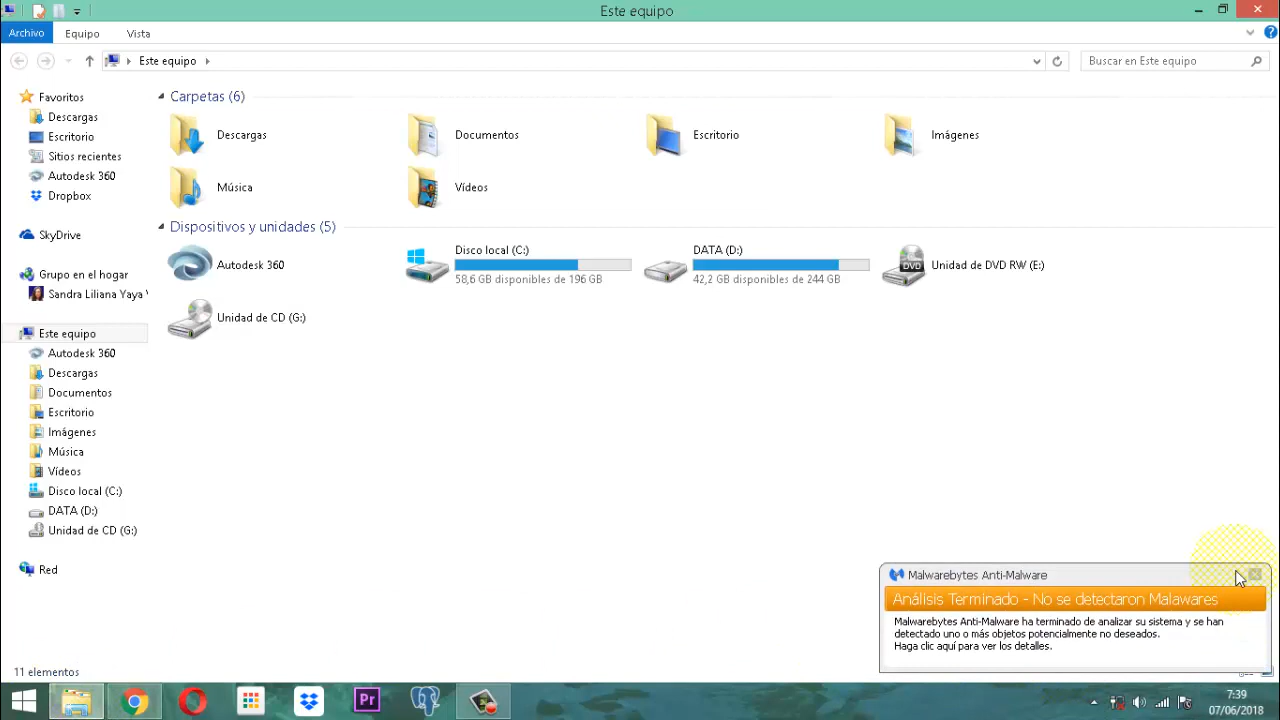 Este equipo
Archivo
Equipo
Vista
Este equipo
Buscar en Este equipo
Favoritos
Descargas
Escritorio
Sitios recientes
Autodesk 360
Dropbox
SkyDrive
Grupo en el hogar
Sandra Liliana Yaya
Este equipo
Autodesk 360
Descargas
Documentos
Escritorio
Imágenes
Música
Vídeos
Disco local (C:)
DATA (D:)
Unidad de CD (G:)
Red
Carpetas (6)
Descargas
Documentos
Escritorio
Imágenes
Música
Vídeos
Dispositivos y unidades (5)
Autodesk 360
Disco local (C:)
58,6 GB disponibles de 196 GB
DATA (D:)
42,2 GB disponibles de 244 GB
DVD
Unidad de DVD RW (E:)
Unidad de CD (G:)
Malwarebytes Anti-Malware
Análisis Terminado - No se detectaron Malawares
Malwarebytes Anti-Malware ha terminado de analizar su sistema y se han
detectado uno o más objetos potencialmente no deseados.
Haga clic aquí para ver los detalles.
11 elementos
Pr
7:39
07/06/2018